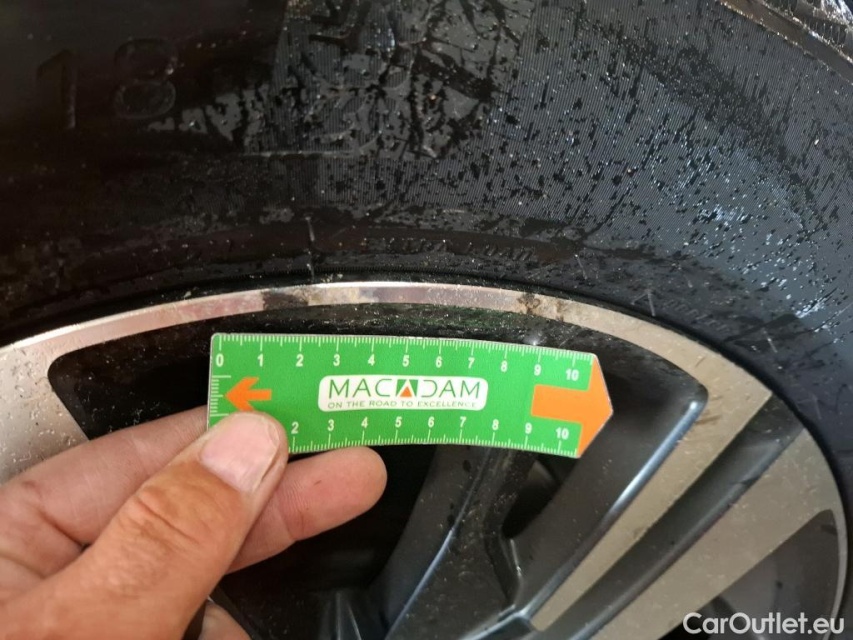 18
0 1 2 3 4 5 6 7 8 9 10
MACADAM
ON THE ROAD TO EXCELLENCE
2 3 4 5 6 7 8 9 10
CarOutlet.eu